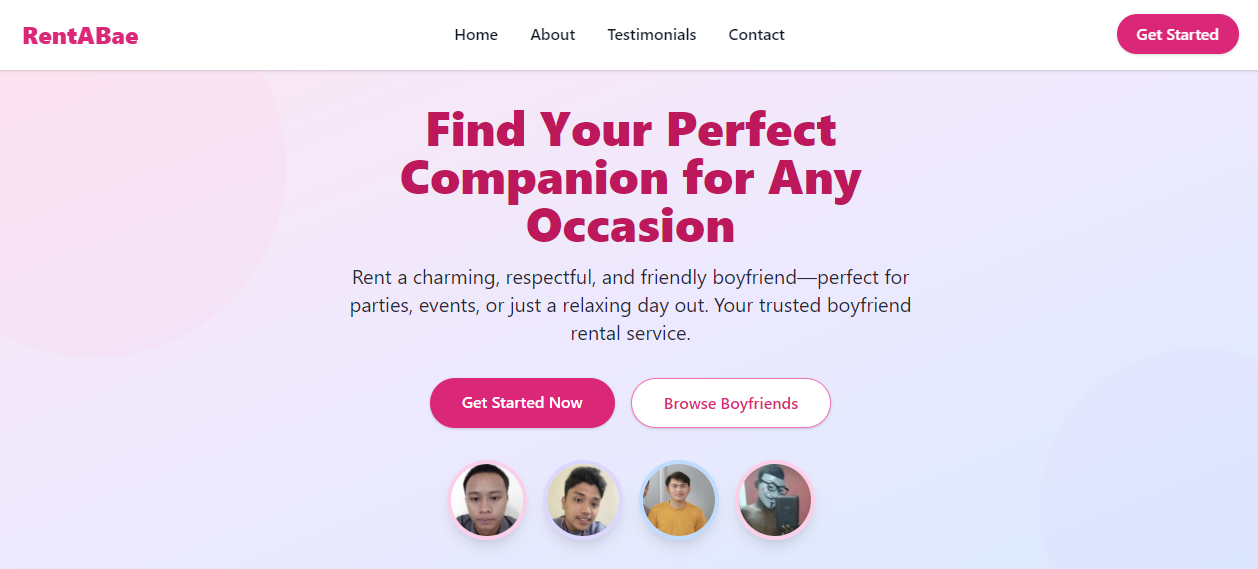 RentABae
Home
About
Testimonials
Contact
Get Started
Find Your Perfect
Companion for Any
Occasion
Rent a charming, respectful, and friendly boyfriend—perfect for
parties, events, or just a relaxing day out. Your trusted boyfriend
rental service.
Get Started Now
Browse Boyfriends